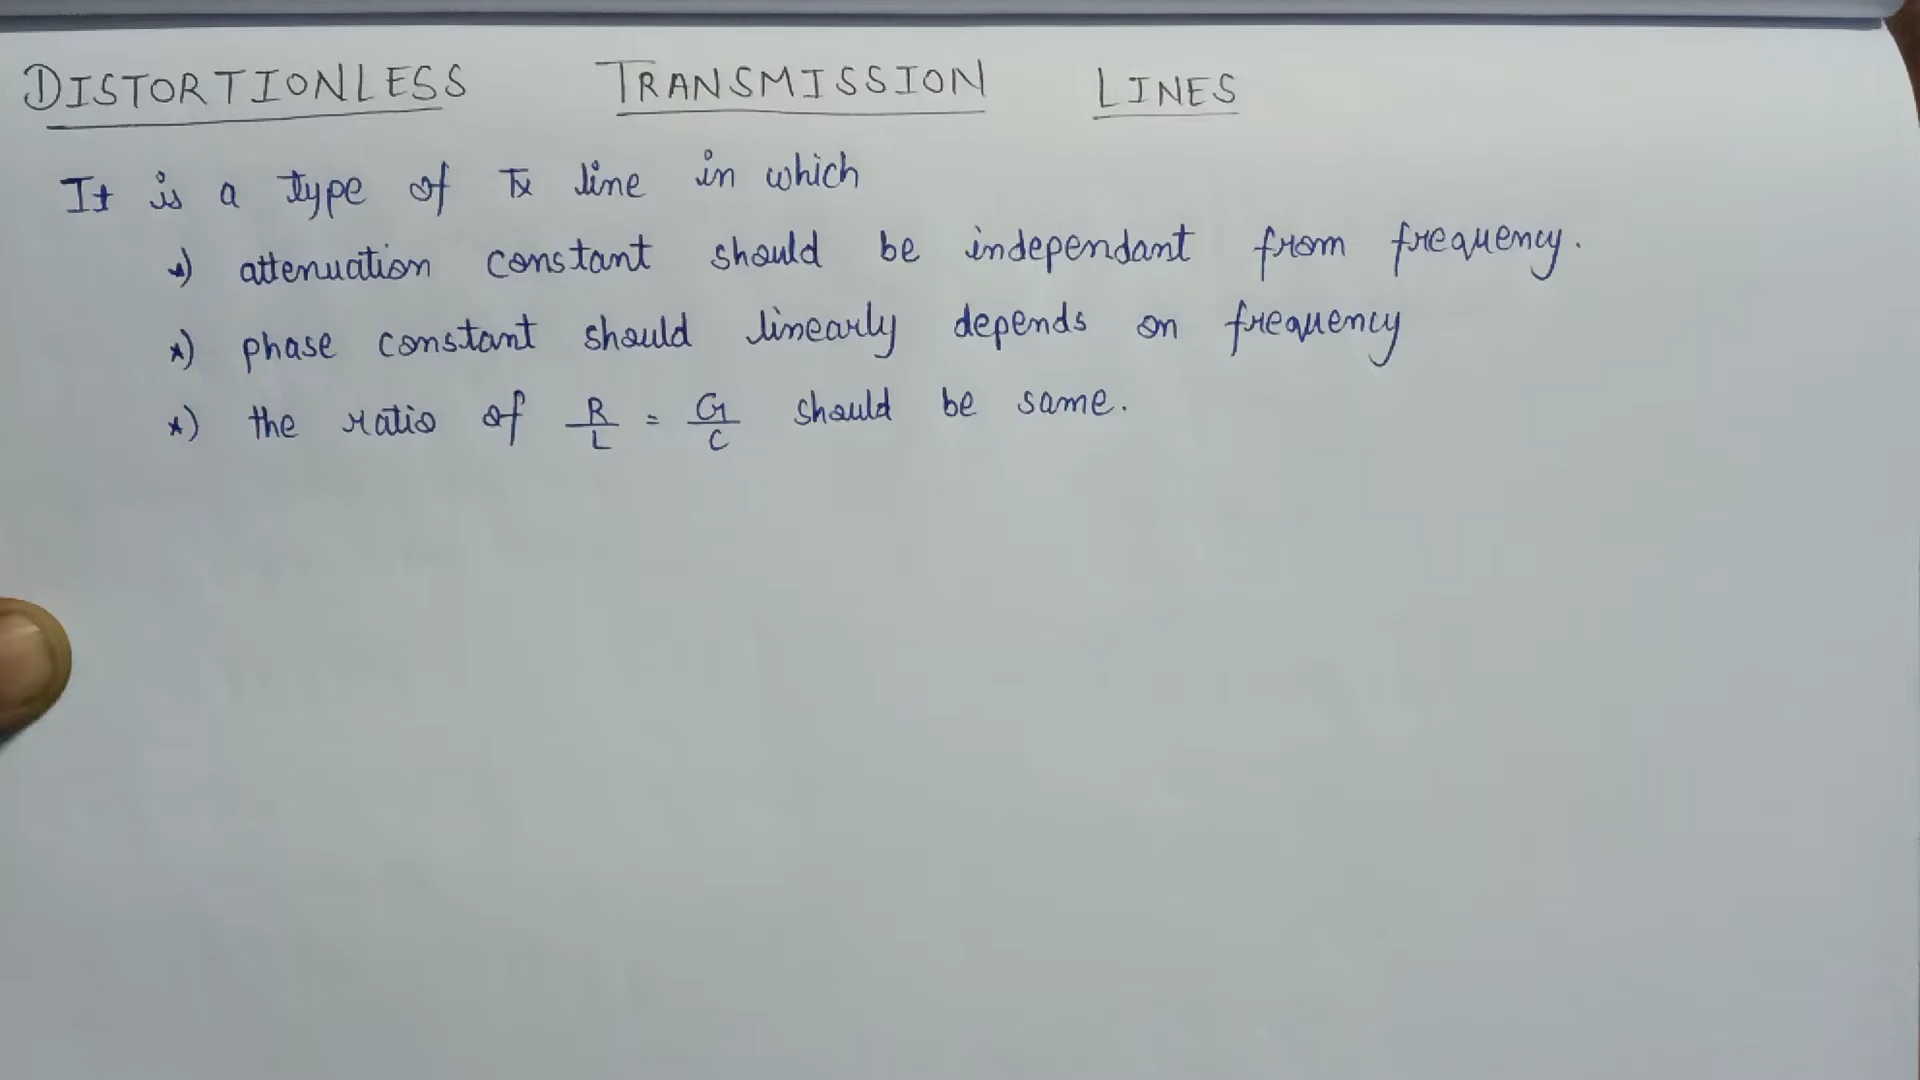 DISTORTIONLESS TRANSMISSION LINES
It is a type of Tx line in which
*) attenuation constant should be independant from frequency.
*) phase constant should linearly depends on frequency
*) the ratio of R/L = G/C should be same.